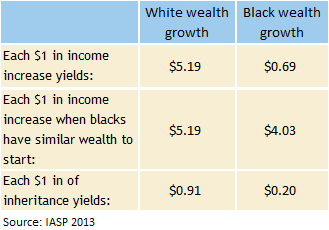 White wealth Black wealth
growth growth
Each $1 in income
increase yields: $5.19 $0.69
Each $1 in income
increase when blacks
have similar wealth to
start: $5.19 $4.03
Each $1 in of
inheritance yields: $0.91 $0.20
Source: IASP 2013